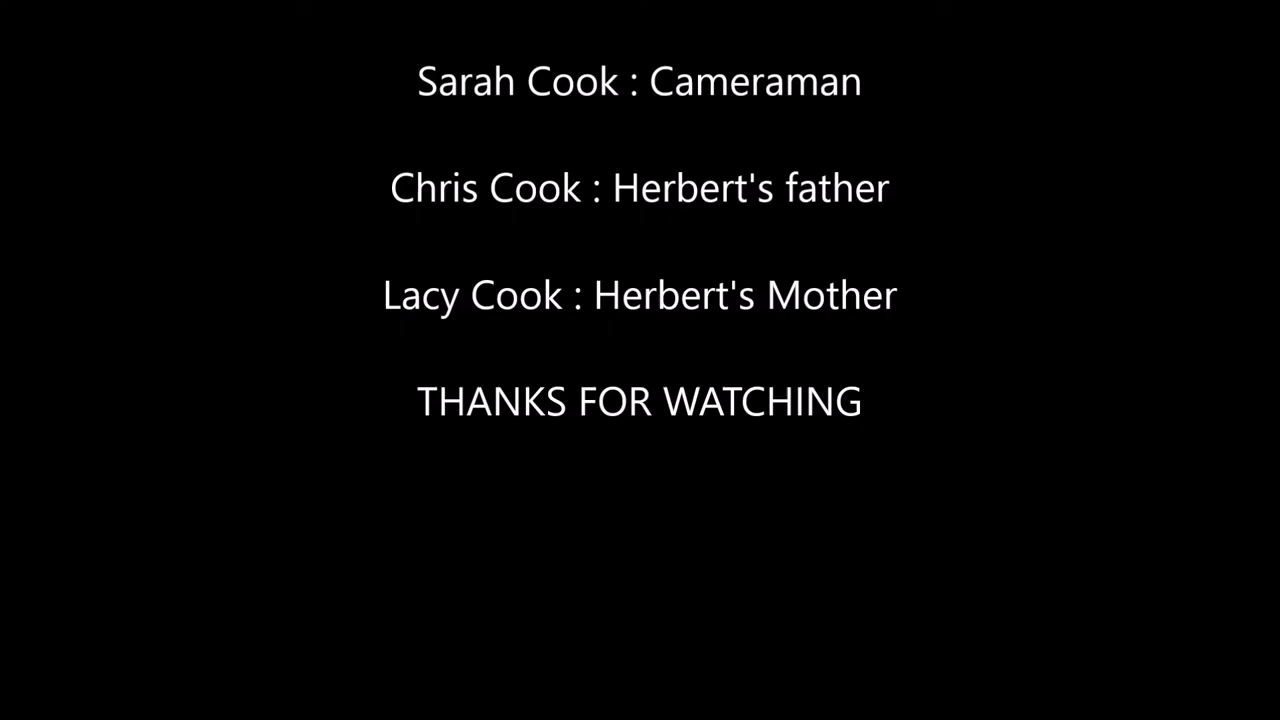 Sarah Cook : Cameraman
Chris Cook : Herbert's father
Lacy Cook : Herbert's Mother
THANKS FOR WATCHING